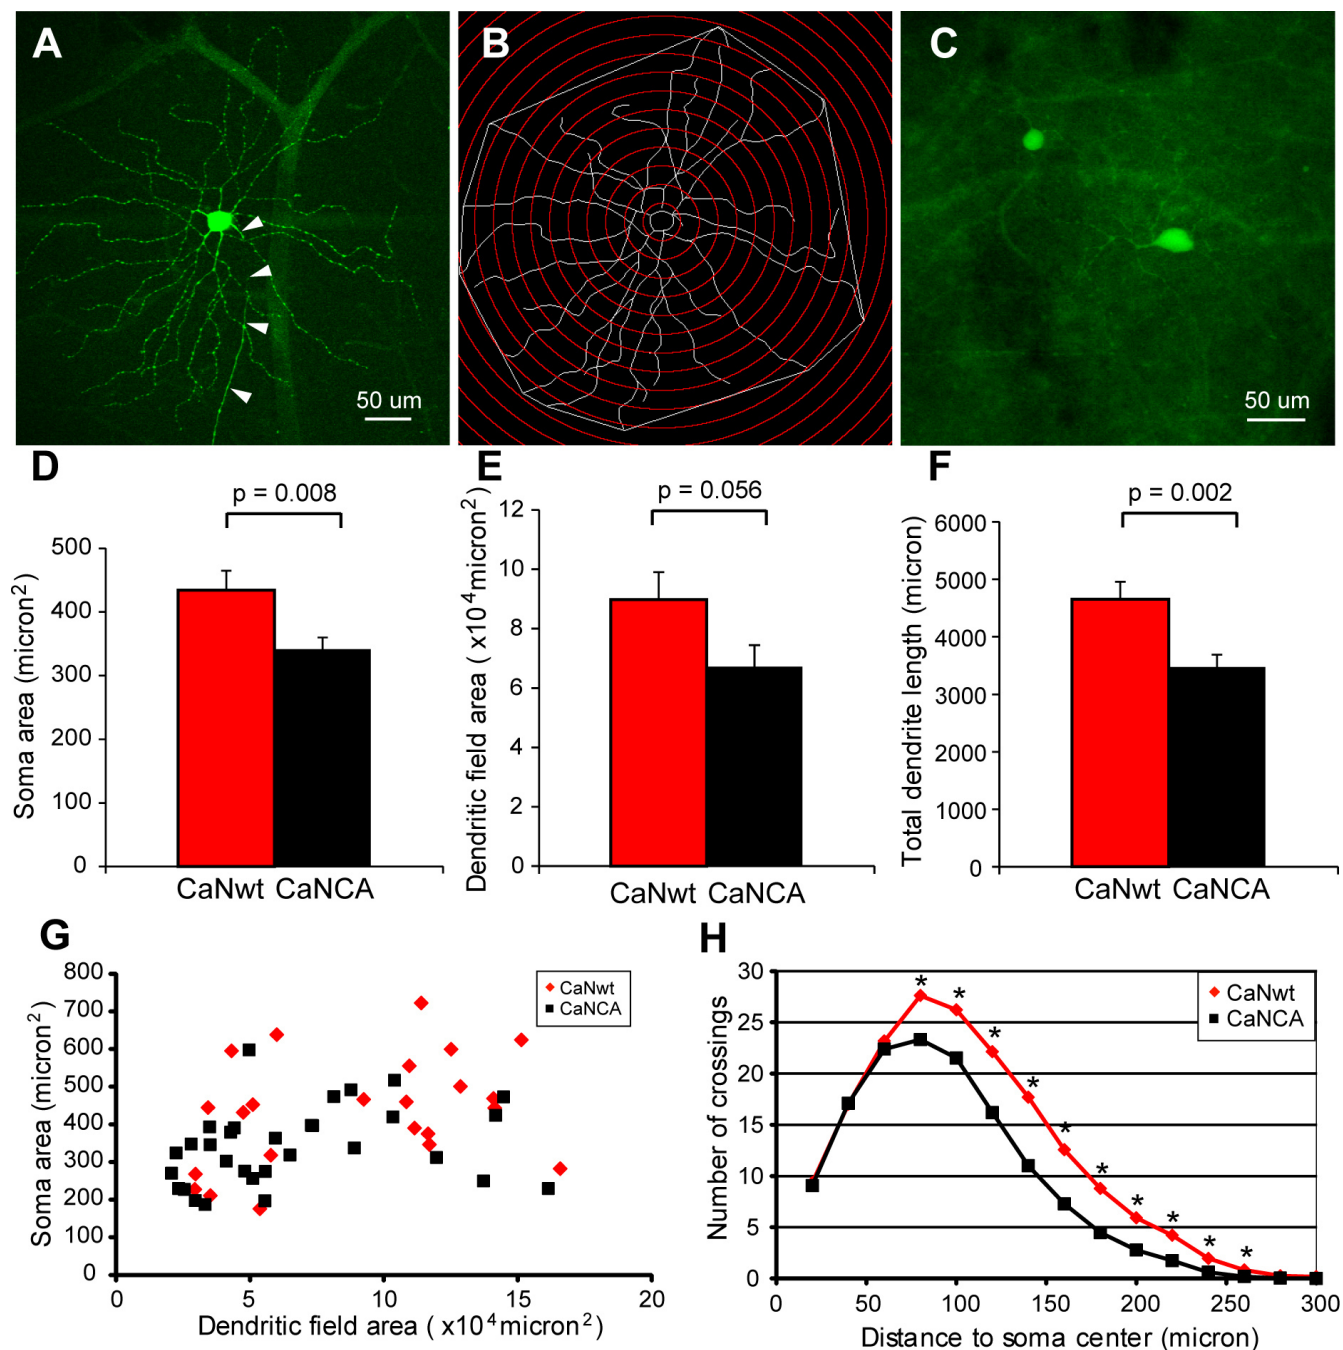 A
B
C
50 um
50 um
D
E
F
p = 0.008
p = 0.056
p = 0.002
Soma area (micron²)
500
400
300
200
100
0
CaNwt CaNCA
Dendritic field area ( x10⁴micron²)
12
10
8
6
4
2
0
CaNwt CaNCA
Total dendrite length (micron)
6000
5000
4000
3000
2000
1000
0
CaNwt CaNCA
G
Soma area (micron²)
800
700
600
500
400
300
200
100
0
0 5 10 15 20
Dendritic field area ( x10⁴micron²)
CaNwt
CaNCA
H
Number of crossings
30
25
20
15
10
5
0
0 50 100 150 200 250 300
Distance to soma center (micron)
CaNwt
CaNCA
* * * * * * * * * *